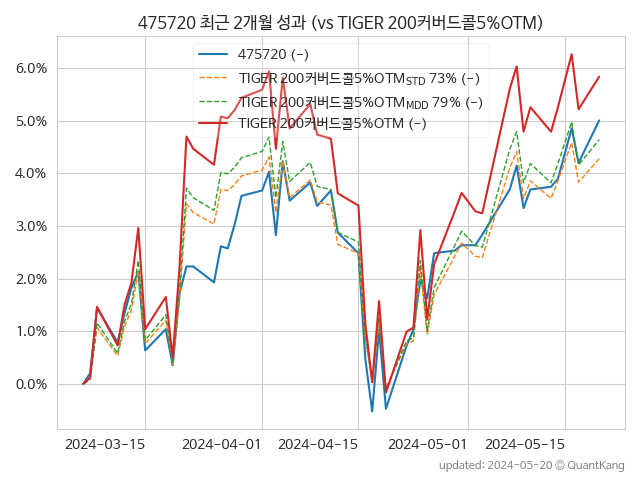 475720 최근 2개월 성과 (vs TIGER 200커버드콜5%OTM)
475720 (−)
TIGER 200커버드콜5%OTM STD 73% (−)
TIGER 200커버드콜5%OTM MDD 79% (−)
TIGER 200커버드콜5%OTM (−)
6.0%
5.0%
4.0%
3.0%
2.0%
1.0%
0.0%
2024−03−15 2024−04−01 2024−04−15 2024−05−01 2024−05−15
updated: 2024-05-20 ⓒ QuantKang